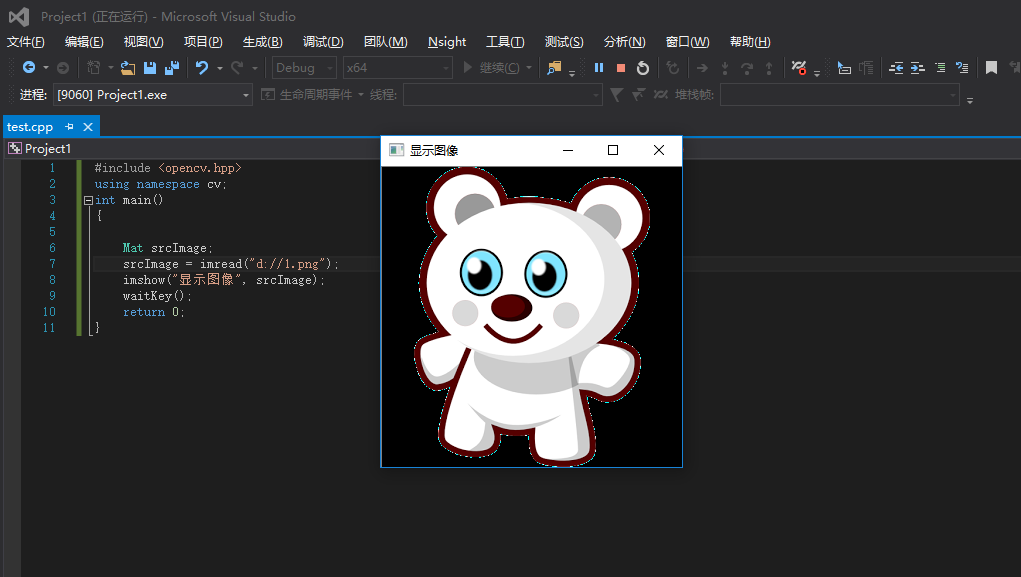 Project1 (正在运行) - Microsoft Visual Studio
文件(F) 编辑(E) 视图(V) 项目(P) 生成(B) 调试(D) 团队(M) Nsight 工具(T) 测试(S) 分析(N) 窗口(W) 帮助(H)
Debug x64 继续(C)
进程: [9060] Project1.exe 生命周期事件 线程: 堆栈帧:
test.cpp
Project1
显示图像
1 #include <opencv.hpp>
2 using namespace cv;
3 int main()
4 {
5
6 Mat srcImage;
7 srcImage = imread("d://1.png");
8 imshow("显示图像", srcImage);
9 waitKey();
10 return 0;
11 }